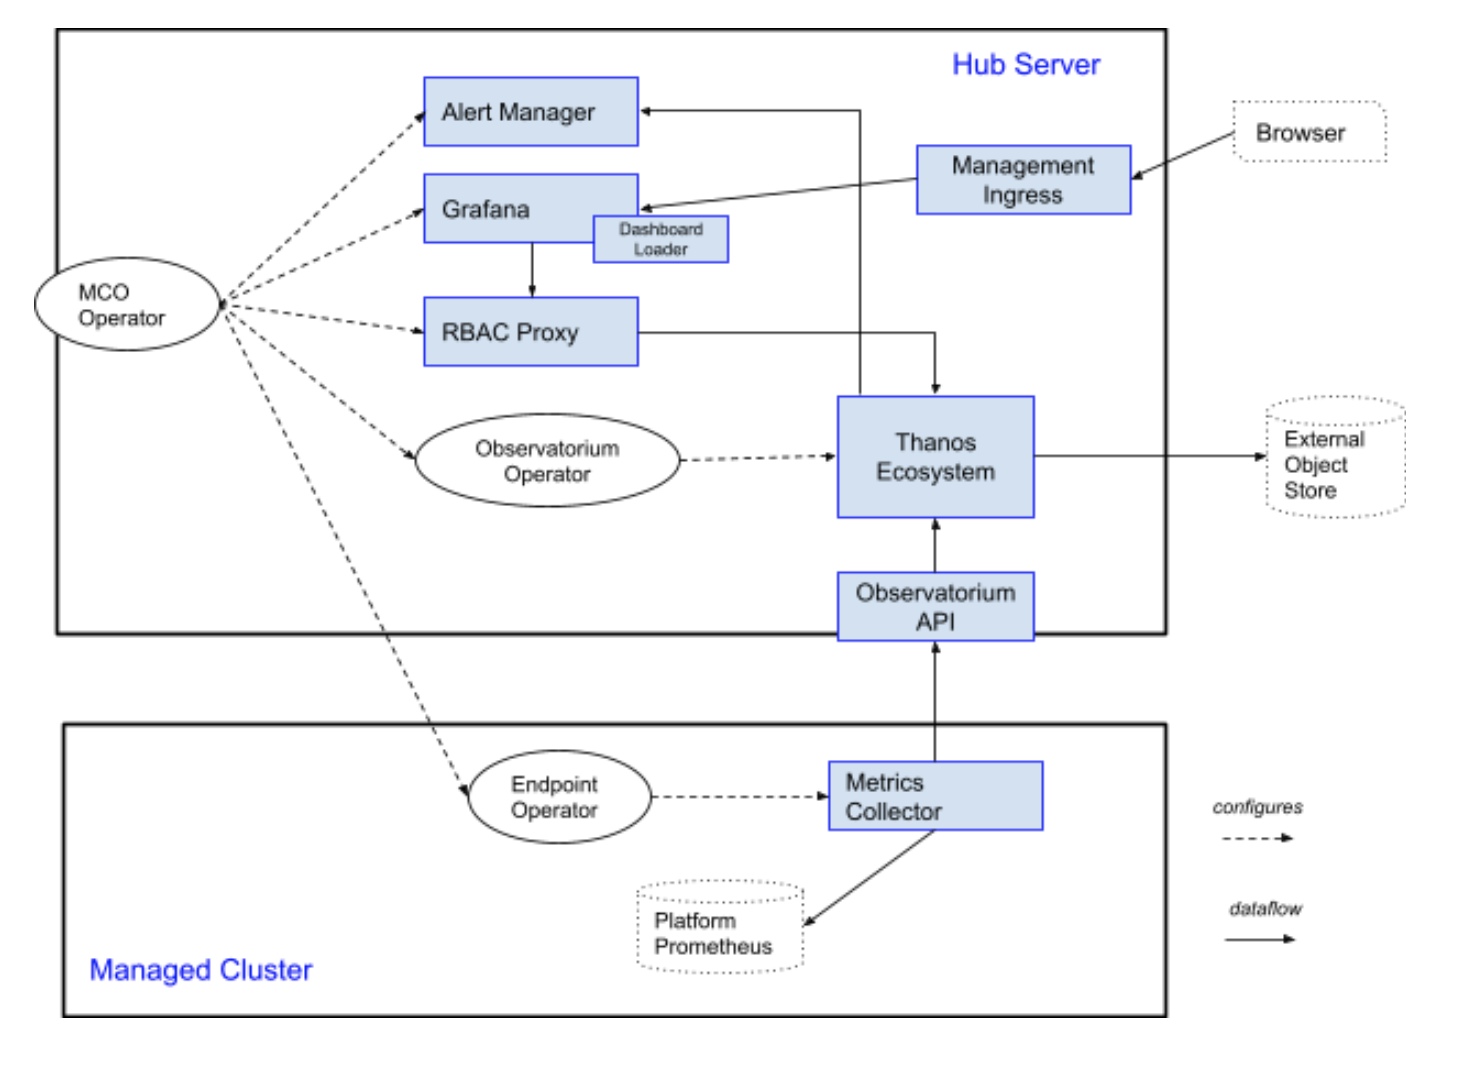 Hub Server
Alert Manager
Browser
Management
Ingress
Grafana
Dashboard
Loader
MCO
Operator
RBAC Proxy
Observatorium
Operator
Thanos
Ecosystem
External
Object
Store
Observatorium
API
Endpoint
Operator
Metrics
Collector
configures
Platform
Prometheus
dataflow
Managed Cluster